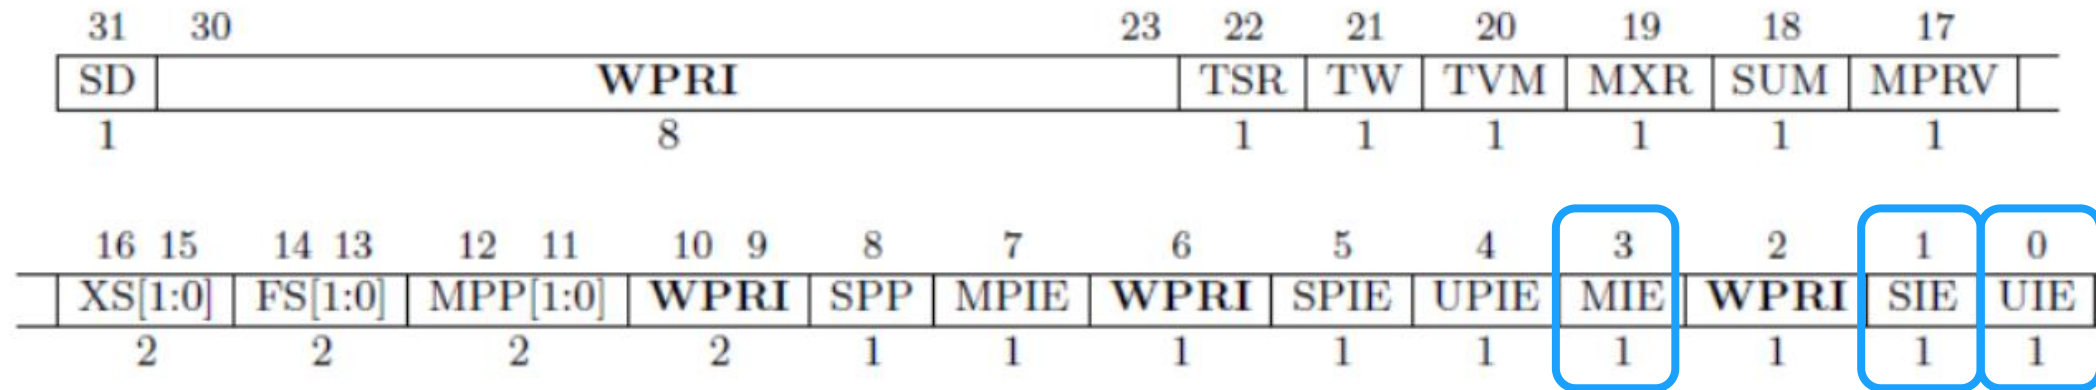 31 30 23 22 21 20 19 18 17
SD WPRI TSR TW TVM MXR SUM MPRV
1 8 1 1 1 1 1 1
16 15 14 13 12 11 10 9 8 7 6 5 4 3 2 1 0
XS[1:0] FS[1:0] MPP[1:0] WPRI SPP MPIE WPRI SPIE UPIE MIE WPRI SIE UIE
2 2 2 2 1 1 1 1 1 1 1 1 1